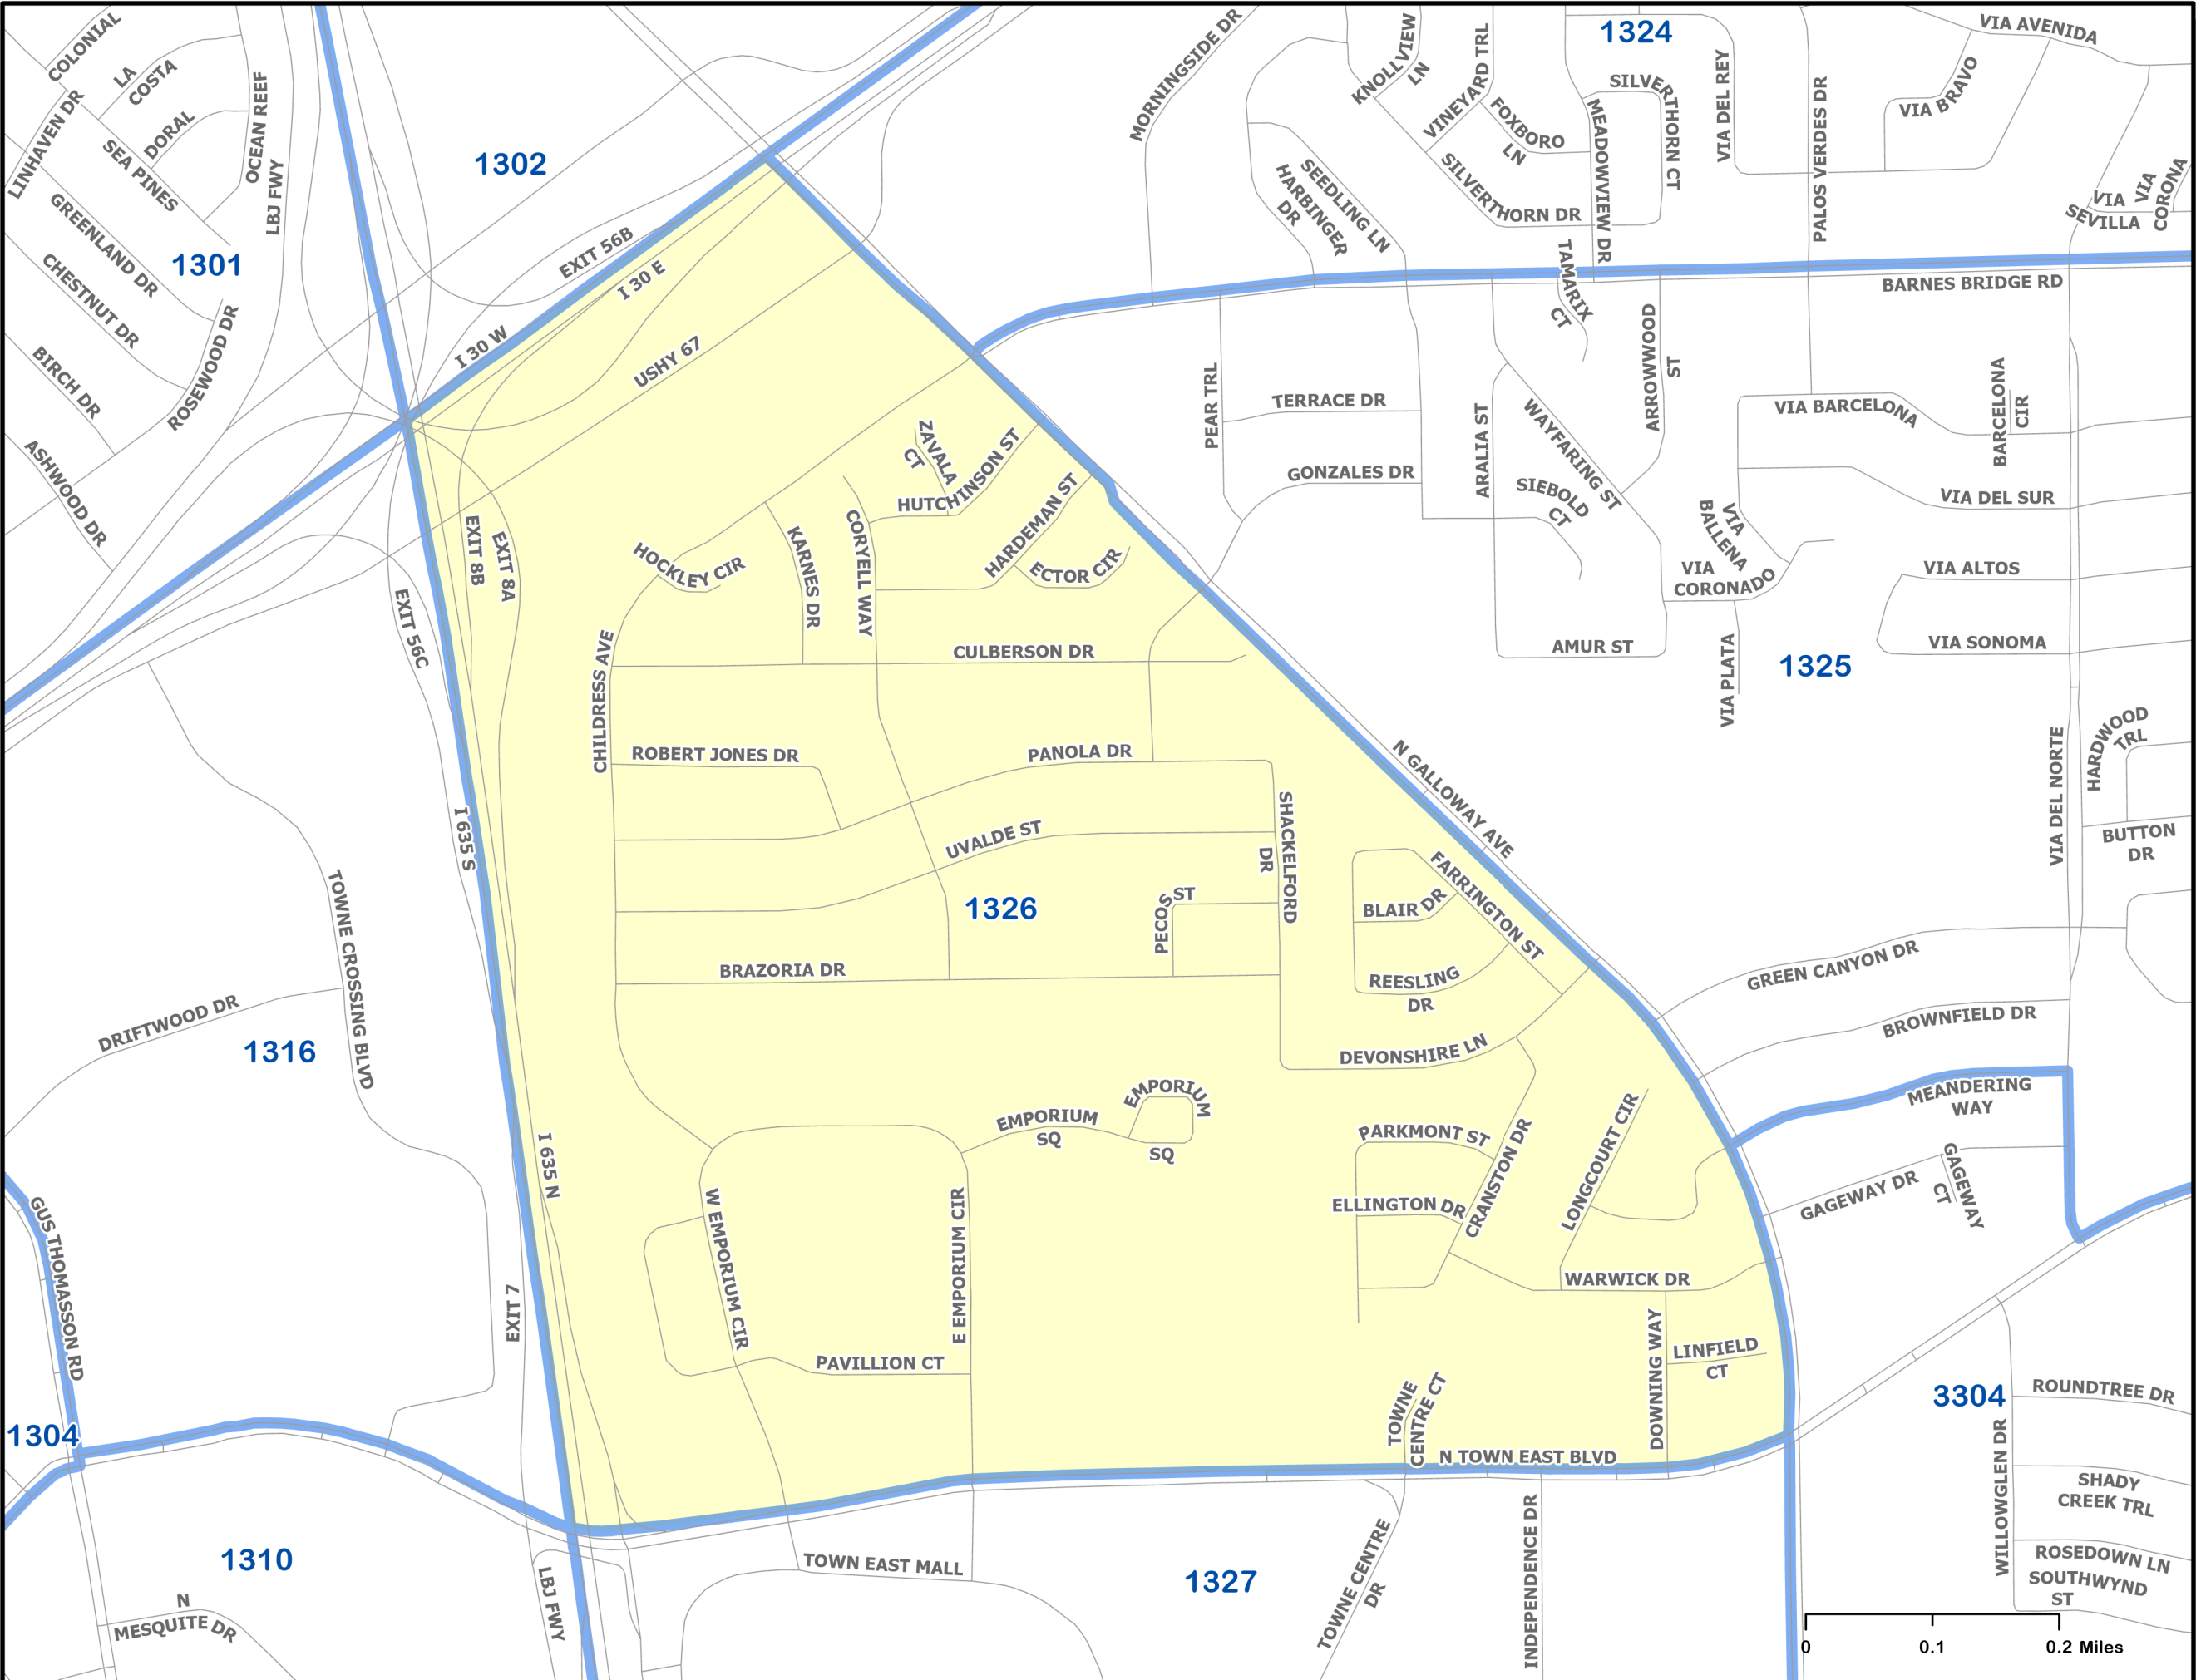 COLONIAL
LA
COSTA
DORAL
LINHAVEN DR
SEA PINES
OCEAN REEF
LBJ FWY
GREENLAND DR
1301
CHESTNUT DR
BIRCH DR
ROSEWOOD DR
ASHWOOD DR
1302
EXIT 56B
I 30 E
I 30 W
USHY 67
MORNINGSIDE DR
KNOLLVIEW
LN
VINEYARD TRL
FOXBORO
LN
SILVERTHORN CT
MEADOWVIEW DR
SILVERTHORN DR
SEEDLING LN
HARBINGER
DR
1324
VIA DEL REY
PALOS VERDES DR
VIA AVENIDA
VIA BRAVO
VIA
SEVILLA
VIA
CORONA
TAMARIX
CT
BARNES BRIDGE RD
PEAR TRL
TERRACE DR
GONZALES DR
ARALIA ST
WAYFARING ST
ARROWWOOD
ST
SIEBOLD
CT
VIA BARCELONA
BARCELONA
CIR
VIA DEL SUR
VIA
BALLENA
VIA
CORONADO
VIA ALTOS
VIA SONOMA
AMUR ST
VIA PLATA
1325
ZAVALA
CT
HUTCHINSON ST
HARDEMAN ST
ECTOR CIR
HOCKLEY CIR
KARNES DR
CORYELL WAY
EXIT 8B
EXIT 8A
EXIT 56C
CHILDRESS AVE
CULBERSON DR
ROBERT JONES DR
PANOLA DR
UVALDE ST
SHACKELFORD
DR
1326
PECOS ST
BRAZORIA DR
N GALLOWAY AVE
FARRINGTON ST
BLAIR DR
REESLING
DR
DEVONSHIRE LN
HARDWOOD
TRL
VIA DEL NORTE
BUTTON
DR
GREEN CANYON DR
BROWNFIELD DR
MEANDERING
WAY
GAGEWAY DR
GAGEWAY
CT
I 635 S
TOWNE CROSSING BLVD
DRIFTWOOD DR
1316
I 635 N
EMPORIUM
SQ
EMPORIUM
SQ
PARKMONT ST
ELLINGTON DR
CRANSTON DR
LONGCOURT CIR
WARWICK DR
GUS THOMASSON RD
EXIT 7
W EMPORIUM CIR
E EMPORIUM CIR
PAVILLION CT
DOWNING WAY
LINFIELD
CT
TOWNE
CENTRE CT
N TOWN EAST BLVD
1304
3304
ROUNDTREE DR
WILLOWGLEN DR
SHADY
CREEK TRL
ROSEDOWN LN
SOUTHWYND
ST
1310
N
MESQUITE DR
LBJ FWY
TOWN EAST MALL
1327
TOWNE CENTRE
DR
INDEPENDENCE DR
0 0.1 0.2 Miles